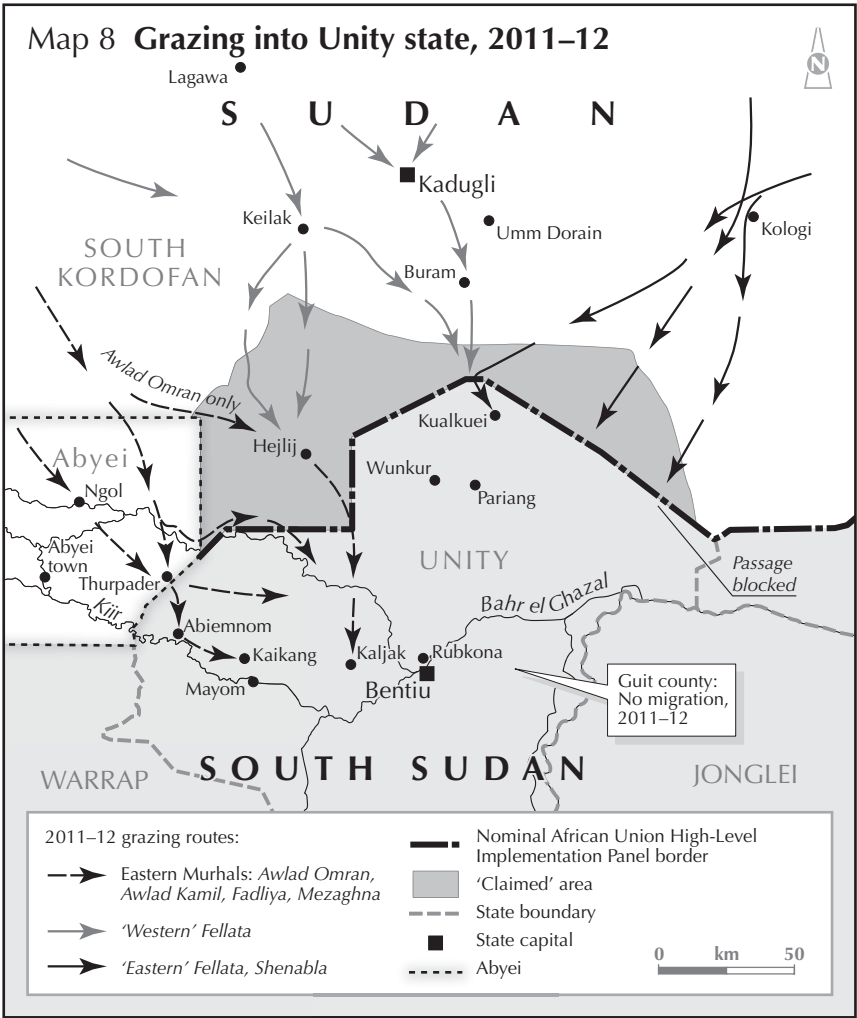 Map 8 Grazing into Unity state, 2011–12
N
Lagawa
S U D A N
Kadugli
Keilak
Umm Dorain
Kologi
SOUTH
KORDOFAN
Buram
Awlad Omran only
Kualkuei
Hejlij
Abyei
Wunkur
Pariang
Ngol
Abyei
town
UNITY
Passage
blocked
Thurpader
Kiir
Bahr el Ghazal
Abiemnom
Kaikang
Kaljak
Rubkona
Mayom
Bentiu
Guit county:
No migration,
2011–12
WARRAP
SOUTH SUDAN
JONGLEI
2011–12 grazing routes:
Eastern Murhals: Awlad Omran,
Awlad Kamil, Fadliya, Mezaghna
‘Western’ Fellata
‘Eastern’ Fellata, Shenabla
Nominal African Union High-Level
Implementation Panel border
‘Claimed’ area
State boundary
State capital
Abyei
0 km 50